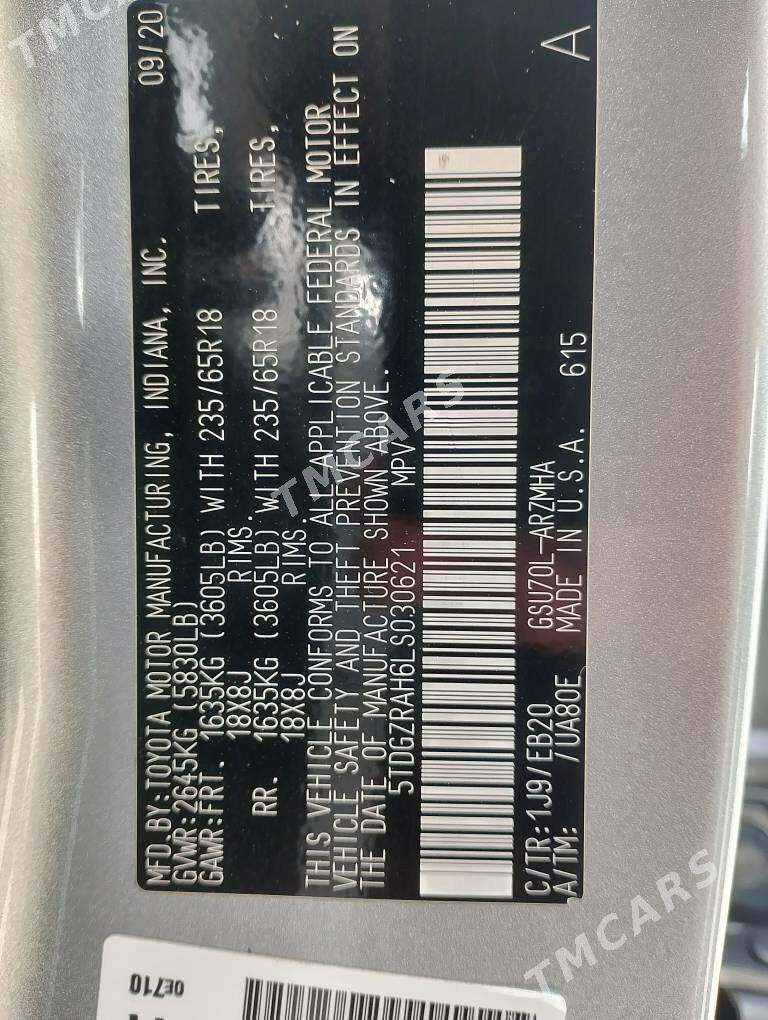 MFD.BY:TOYOTA MOTOR MANUFACTURING, INDIANA, INC. 09/20
GVWR:2645KG (5830LB)
GAWR:FRT. 1635KG (3605LB) WITH 235/65R18 TIRES,
18X8J RIMS.
RR. 1635KG (3605LB) WITH 235/65R18 TIRES,
18X8J RIMS.
THIS VEHICLE CONFORMS TO ALL APPLICABLE FEDERAL MOTOR
VEHICLE SAFETY AND THEFT PREVENTION STANDARDS IN EFFECT ON
THE DATE OF MANUFACTURE SHOWN ABOVE.
5TDGZRAH6LS030621 MPV
C/TR:1J9/EB20 GSU70L-ARZMHA
A/TM: /UA80E MADE IN U.S.A. 615 A
0E710
TMCARS
TMCARS
TMCARS